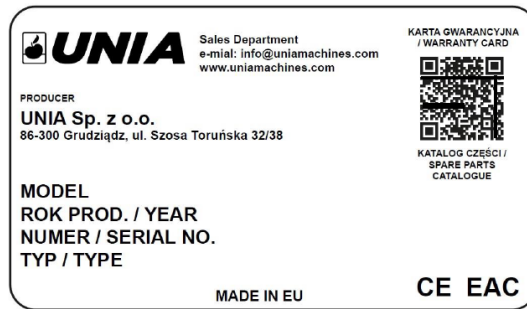 UNIA
Sales Department
e-mial: info@uniamachines.com
www.uniamachines.com
KARTA GWARANCYJNA
/ WARRANTY CARD
KATALOG CZĘŚCI /
SPARE PARTS
CATALOGUE
PRODUCER
UNIA Sp. z o.o.
86-300 Grudziądz, ul. Szosa Toruńska 32/38
MODEL
ROK PROD. / YEAR
NUMER / SERIAL NO.
TYP / TYPE
MADE IN EU
CE EAC